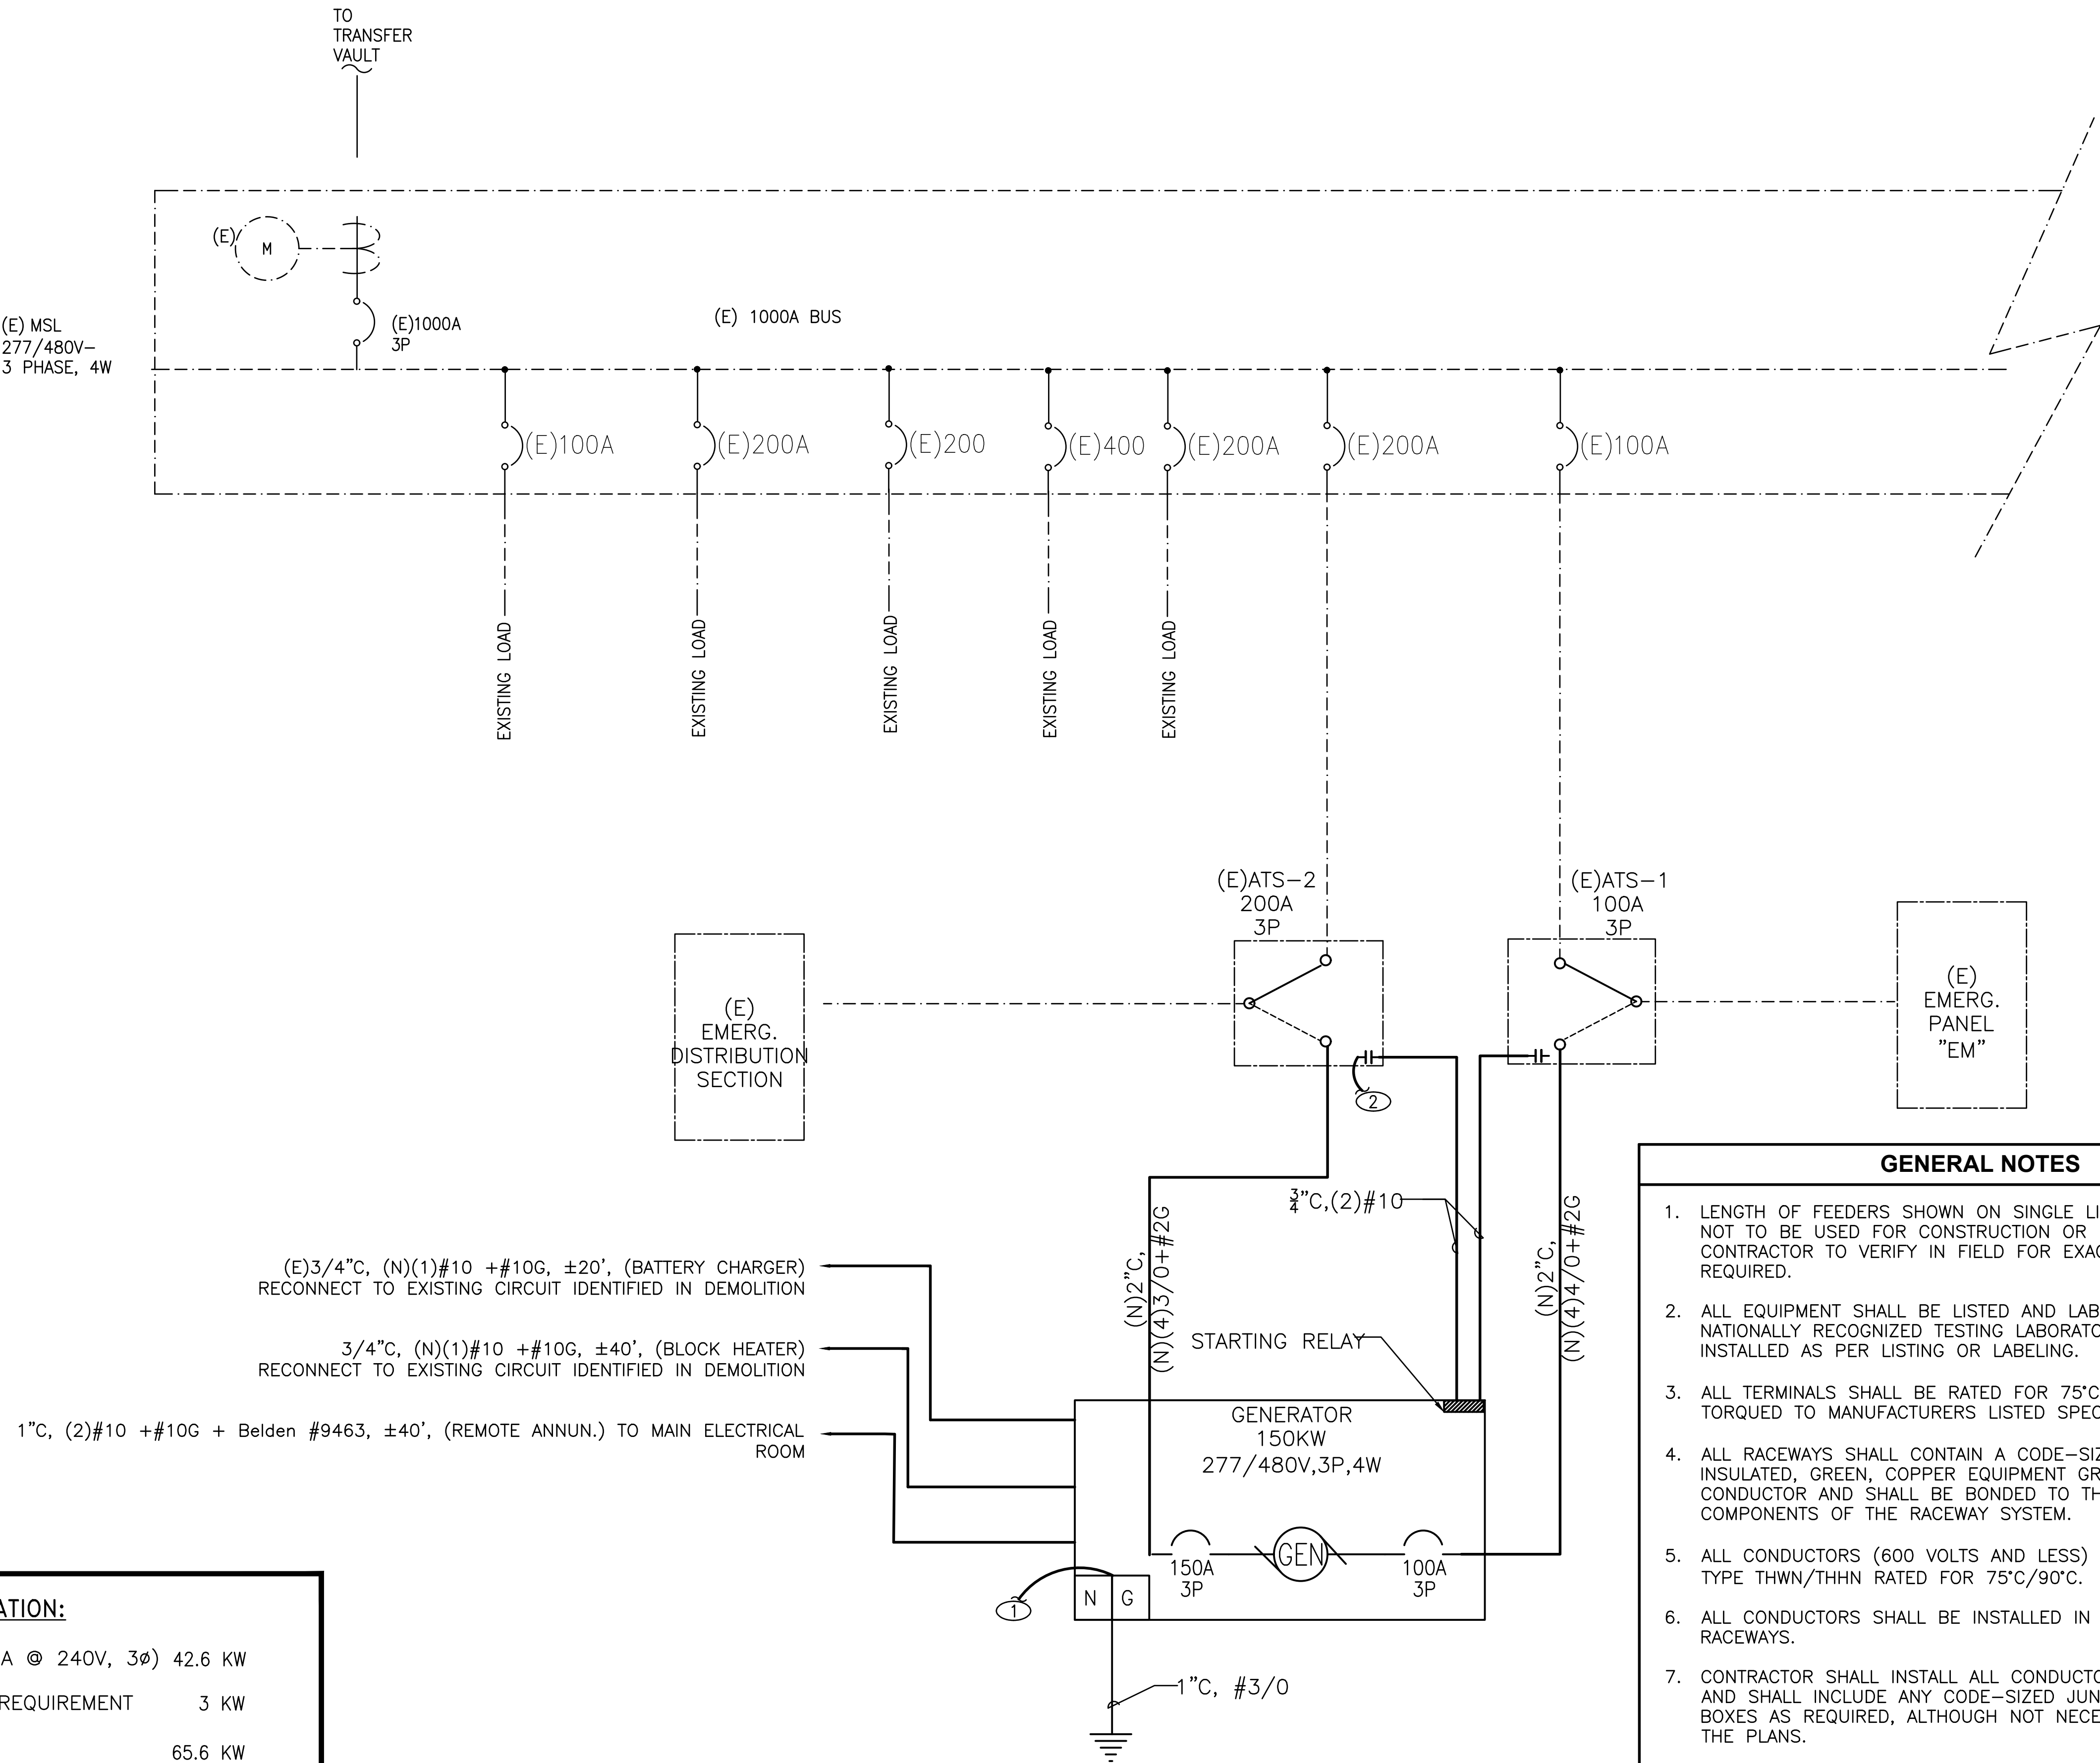 TO
TRANSFER
VAULT
(E)
M
(E) MSL
277/480V-
3 PHASE, 4W
(E)1000A
3P
(E) 1000A BUS
(E)100A
(E)200A
(E)200
(E)400
(E)200A
(E)200A
(E)100A
EXISTING LOAD
EXISTING LOAD
EXISTING LOAD
EXISTING LOAD
EXISTING LOAD
(E)ATS-2
200A
3P
(E)ATS-1
100A
3P
(E)
EMERG.
DISTRIBUTION
SECTION
(E)
EMERG.
PANEL
"EM"
2
3/4"C,(2)#10
(N)2"C,
(N)(4)3/0+#2G
(N)2"C,
(N)(4)4/0+#2G
STARTING RELAY
(E)3/4"C, (N)(1)#10 +#10G, ±20', (BATTERY CHARGER)
RECONNECT TO EXISTING CIRCUIT IDENTIFIED IN DEMOLITION
3/4"C, (N)(1)#10 +#10G, ±40', (BLOCK HEATER)
RECONNECT TO EXISTING CIRCUIT IDENTIFIED IN DEMOLITION
1"C, (2)#10 +#10G + Belden #9463, ±40', (REMOTE ANNUN.) TO MAIN ELECTRICAL
ROOM
GENERATOR
150KW
277/480V,3P,4W
150A
3P
GEN
100A
3P
N G
1
1"C, #3/0
ATION:
A @ 240V, 3ø) 42.6 KW
REQUIREMENT 3 KW
65.6 KW
GENERAL NOTES
1. LENGTH OF FEEDERS SHOWN ON SINGLE
NOT TO BE USED FOR CONSTRUCTION OR
CONTRACTOR TO VERIFY IN FIELD FOR
REQUIRED.
2. ALL EQUIPMENT SHALL BE LISTED AND
NATIONALLY RECOGNIZED TESTING
INSTALLED AS PER LISTING OR LABELING.
3. ALL TERMINALS SHALL BE RATED FOR 75°C
TORQUED TO MANUFACTURERS LISTED
4. ALL RACEWAYS SHALL CONTAIN A
INSULATED, GREEN, COPPER EQUIPMENT
CONDUCTOR AND SHALL BE BONDED TO
COMPONENTS OF THE RACEWAY SYSTEM.
5. ALL CONDUCTORS (600 VOLTS AND LESS)
TYPE THWN/THHN RATED FOR 75°C/90°C.
6. ALL CONDUCTORS SHALL BE INSTALLED IN
RACEWAYS.
7. CONTRACTOR SHALL INSTALL ALL
AND SHALL INCLUDE ANY CODE-SIZED
BOXES AS REQUIRED, ALTHOUGH NOT
THE PLANS.